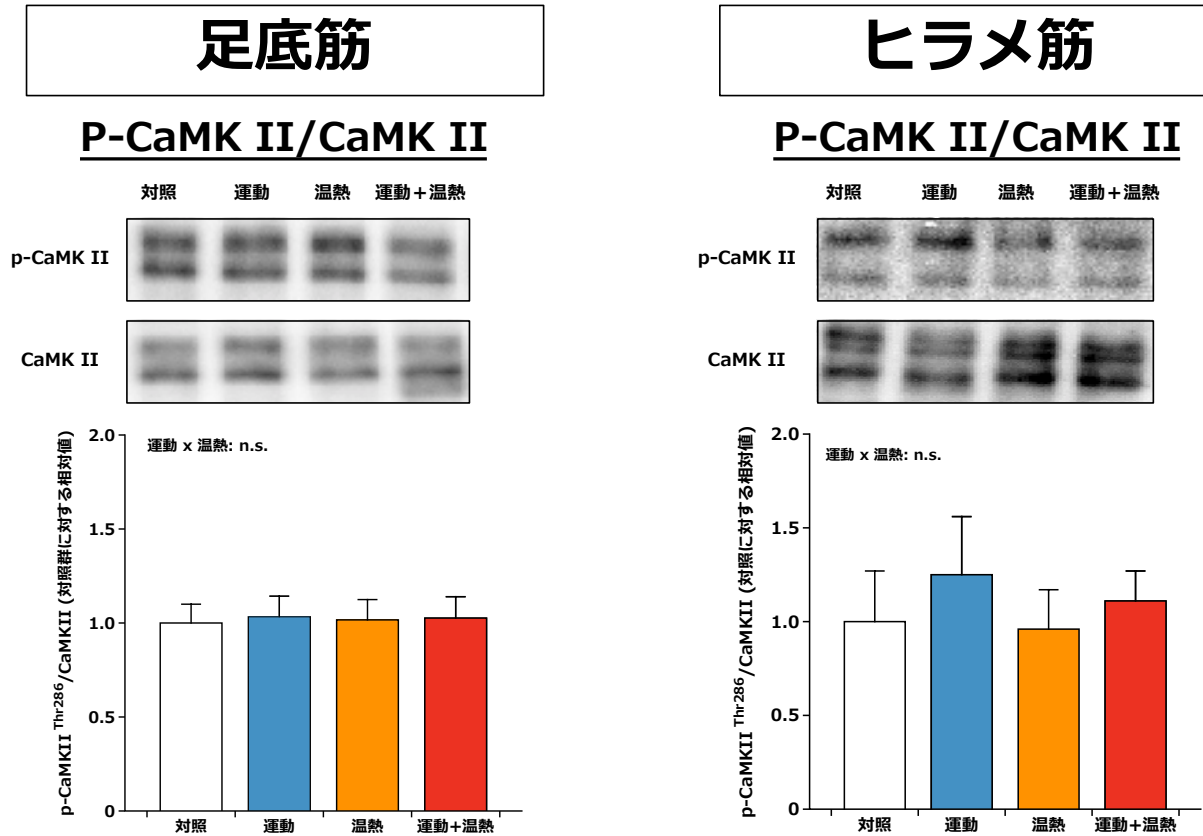 足底筋
P-CaMK II/CaMK II
対照 運動 温熱 運動＋温熱
p-CaMK II
CaMK II
p-CaMKII Thr286/CaMKII (対照群に対する相対値)
運動 x 温熱: n.s.
2.0
1.5
1.0
0.5
0
対照 運動 温熱 運動+温熱
ヒラメ筋
P-CaMK II/CaMK II
対照 運動 温熱 運動＋温熱
p-CaMK II
CaMK II
p-CaMKII Thr286/CaMKII (対照に対する相対値)
運動 x 温熱: n.s.
2.0
1.5
1.0
0.5
0
対照 運動 温熱 運動+温熱